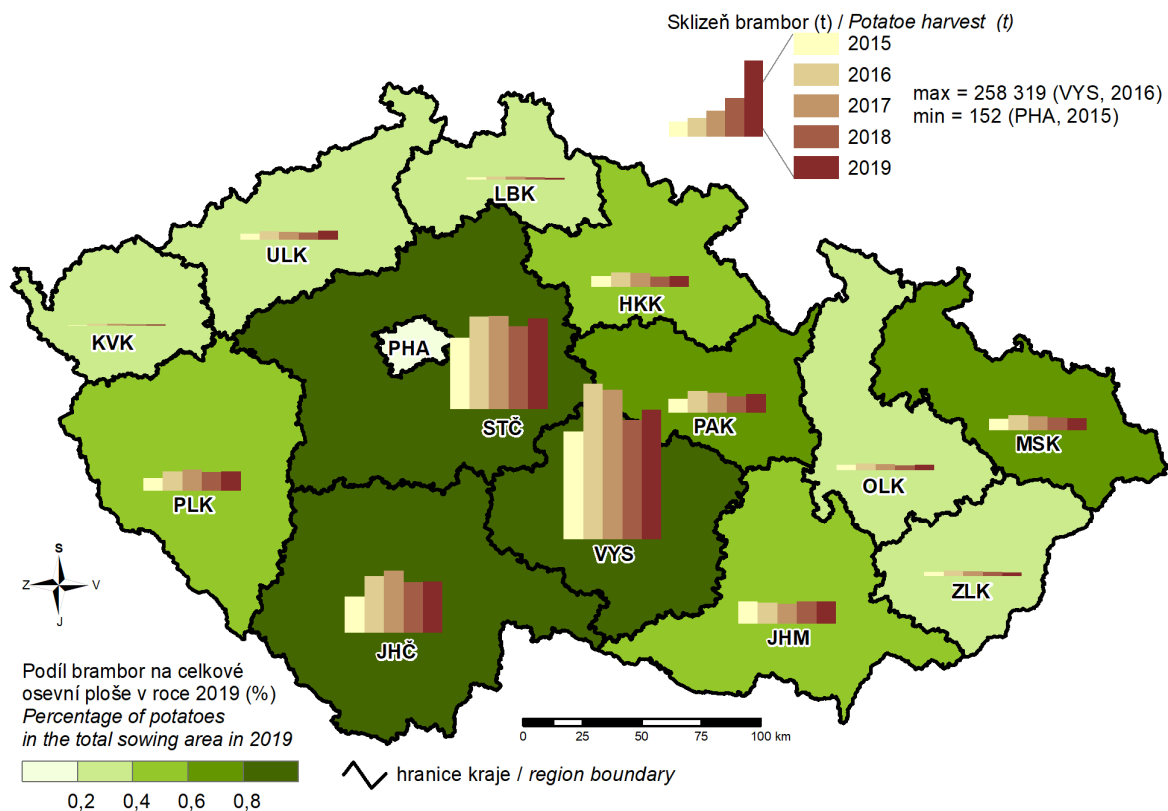 Sklizeň brambor (t) / Potatoe harvest (t)
2015
2016
2017
2018
2019
max = 258 319 (VYS, 2016)
min = 152 (PHA, 2015)
LBK
ULK
HKK
KVK
PHA
STČ
PAK
MSK
OLK
PLK
VYS
ZLK
JHM
JHČ
S
Z V
J
Podíl brambor na celkové
osevní ploše v roce 2019 (%)
Percentage of potatoes
in the total sowing area in 2019
0,2 0,4 0,6 0,8
hranice kraje / region boundary
0 25 50 75 100 km